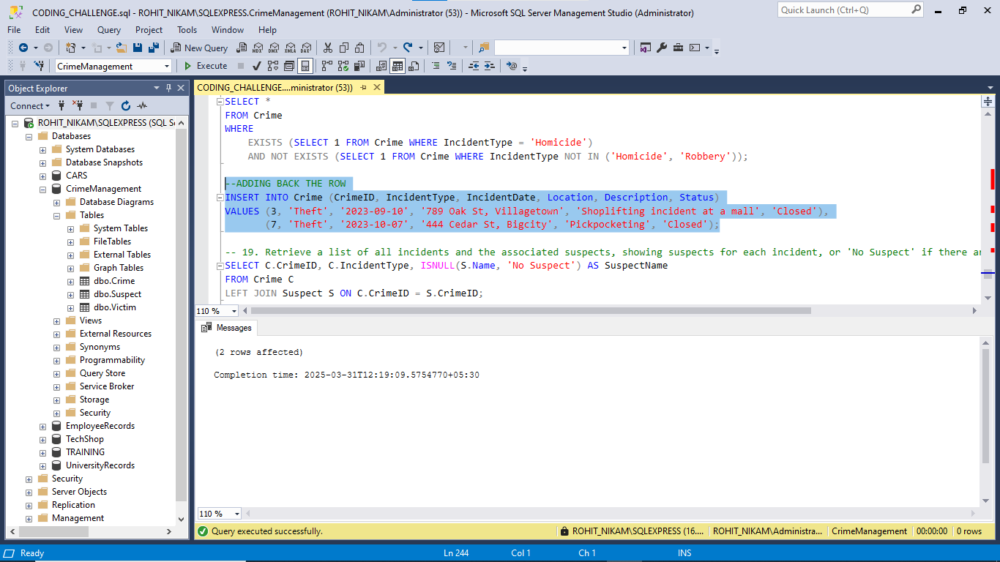 CODING_CHALLENGE.sql - ROHIT_NIKAM\SQLEXPRESS.CrimeManagement (ROHIT_NIKAM\Administrator (53)) - Microsoft SQL Server Management Studio (Administrator)
Quick Launch (Ctrl+Q)
File Edit View Query Project Tools Window Help
New Query
MDX DMX XMLA DAX
CrimeManagement
Execute
Object Explorer
CODING_CHALLENGE....ministrator (53))
Connect
ROHIT_NIKAM\SQLEXPRESS (SQL S
Databases
System Databases
Database Snapshots
CARS
CrimeManagement
Database Diagrams
Tables
System Tables
FileTables
External Tables
Graph Tables
dbo.Crime
dbo.Suspect
dbo.Victim
Views
External Resources
Synonyms
Programmability
Query Store
Service Broker
Storage
Security
EmployeeRecords
TechShop
TRAINING
UniversityRecords
Security
Server Objects
Replication
Management
SELECT *
FROM Crime
WHERE
EXISTS (SELECT 1 FROM Crime WHERE IncidentType = 'Homicide')
AND NOT EXISTS (SELECT 1 FROM Crime WHERE IncidentType NOT IN ('Homicide', 'Robbery'));
--ADDING BACK THE ROW
INSERT INTO Crime (CrimeID, IncidentType, IncidentDate, Location, Description, Status)
VALUES (3, 'Theft', '2023-09-10', '789 Oak St, Villagetown', 'Shoplifting incident at a mall', 'Closed'),
(7, 'Theft', '2023-10-07', '444 Cedar St, Bigcity', 'Pickpocketing', 'Closed');
-- 19. Retrieve a list of all incidents and the associated suspects, showing suspects for each incident, or 'No Suspect' if there
SELECT C.CrimeID, C.IncidentType, ISNULL(S.Name, 'No Suspect') AS SuspectName
FROM Crime C
LEFT JOIN Suspect S ON C.CrimeID = S.CrimeID;
110 %
Messages
(2 rows affected)
Completion time: 2025-03-31T12:19:09.5754770+05:30
110 %
Query executed successfully.
ROHIT_NIKAM\SQLEXPRESS (16....
ROHIT_NIKAM\Administra...
CrimeManagement
00:00:00
0 rows
Ready
Ln 244
Col 1
Ch 1
INS